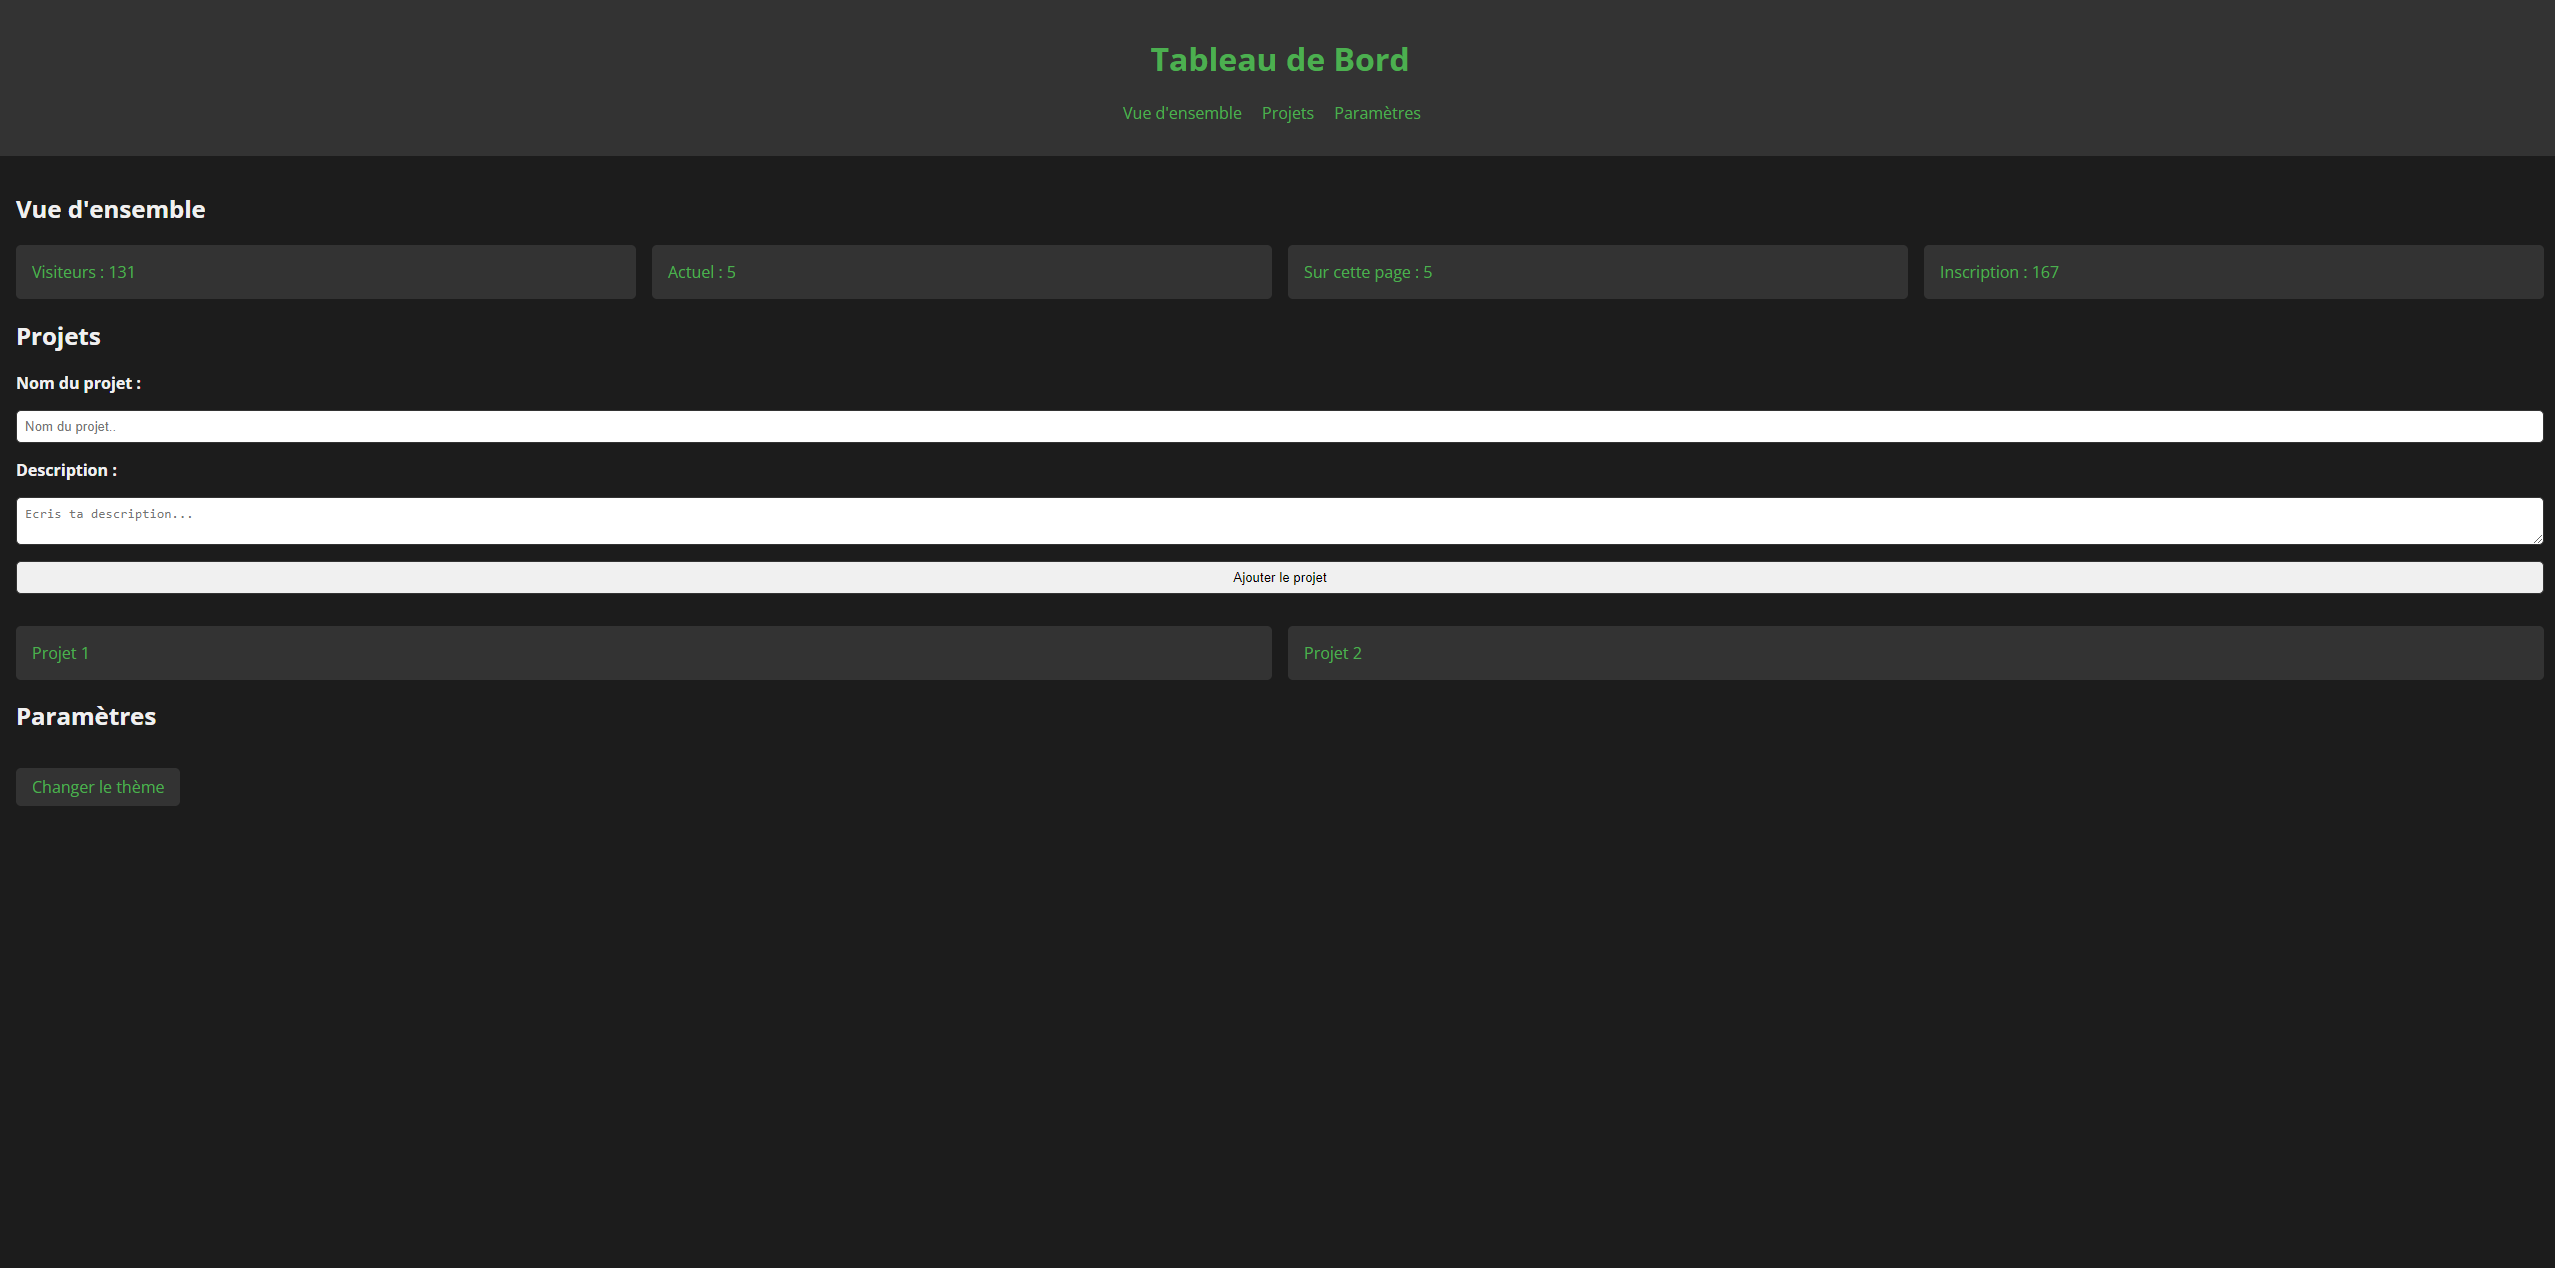 Tableau de Bord
Vue d'ensemble Projets Paramètres
Vue d'ensemble
Visiteurs : 131
Actuel : 5
Sur cette page : 5
Inscription : 167
Projets
Nom du projet :
Nom du projet..
Description :
Ecris ta description...
Ajouter le projet
Projet 1
Projet 2
Paramètres
Changer le thème